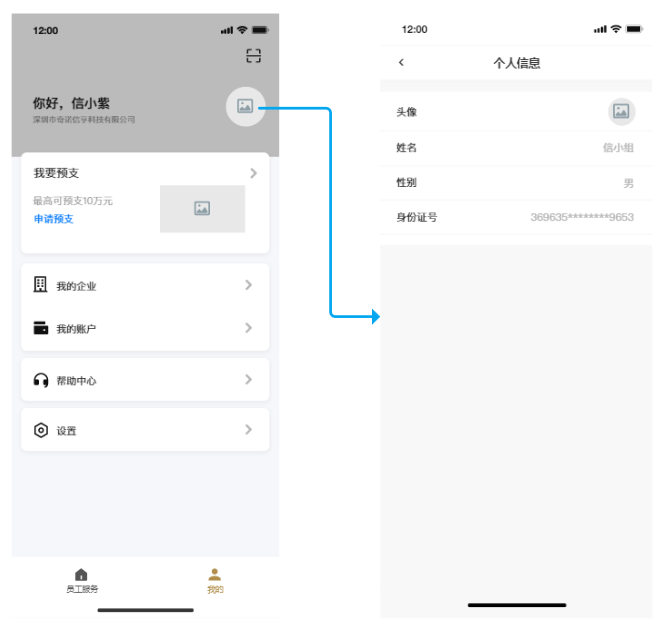 12:00
你好，信小紫
深圳市奇诺信亨科技有限公司
我要预支
最高可预支10万元
申请预支
我的企业
我的账户
帮助中心
设置
员工服务
我的
12:00
个人信息
头像
姓名 信小组
性别 男
身份证号 369635********9653